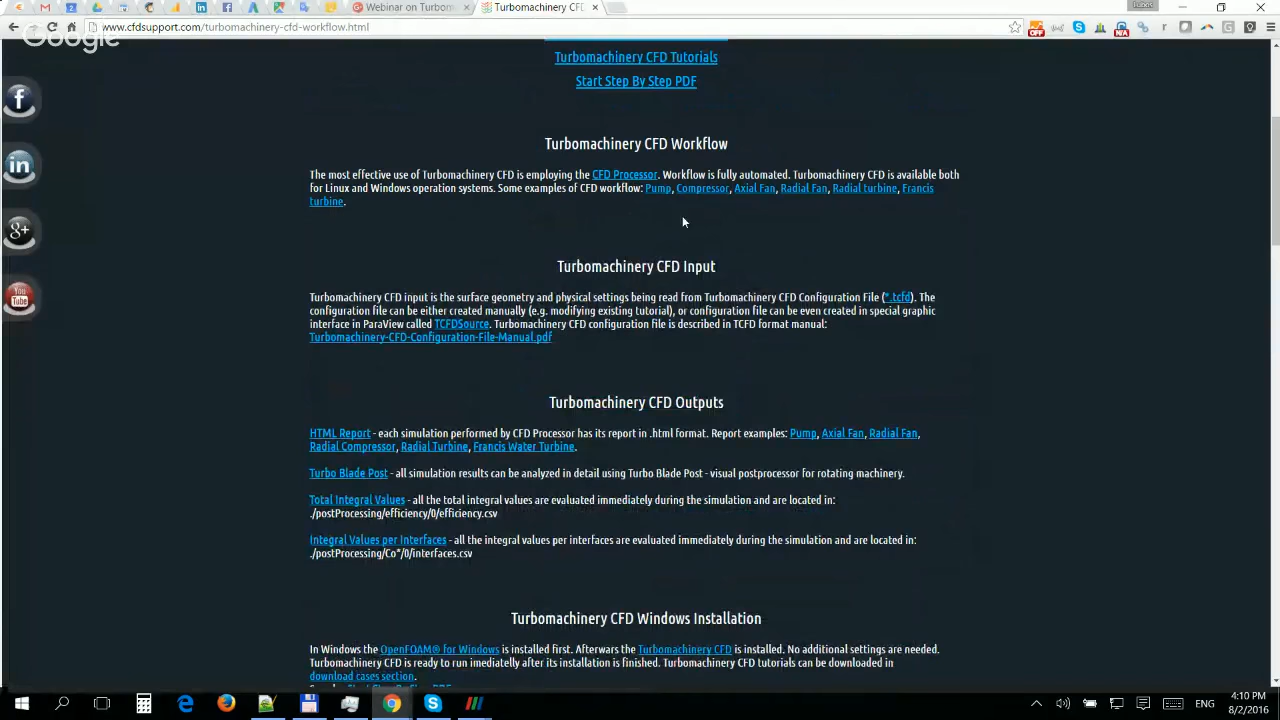 Webinar on Turbom
Turbomachinery CFD
www.cfdsupport.com/turbomachinery-cfd-workflow.html
Google
Turbomachinery CFD Tutorials
Start Step By Step PDF
Turbomachinery CFD Workflow
The most effective use of Turbomachinery CFD is employing the CFD Processor. Workflow is fully automated. Turbomachinery CFD is available both
for Linux and Windows operation systems. Some examples of CFD workflow: Pump, Compressor, Axial Fan, Radial Fan, Radial turbine, Francis
turbine.
Turbomachinery CFD Input
Turbomachinery CFD input is the surface geometry and physical settings being read from Turbomachinery CFD Configuration File (*.tcfd). The
configuration file can be either created manually (e.g. modifying existing tutorial), or configuration file can be even created in special graphic
interface in ParaView called TCFDSource. Turbomachinery CFD configuration file is described in TCFD format manual:
Turbomachinery-CFD-Configuration-File-Manual.pdf
Turbomachinery CFD Outputs
HTML Report - each simulation performed by CFD Processor has its report in .html format. Report examples: Pump, Axial Fan, Radial Fan,
Radial Compressor, Radial Turbine, Francis Water Turbine.
Turbo Blade Post - all simulation results can be analyzed in detail using Turbo Blade Post - visual postprocessor for rotating machinery.
Total Integral Values - all the total integral values are evaluated immediately during the simulation and are located in:
./postProcessing/efficiency/0/efficiency.csv
Integral Values per Interfaces - all the integral values per interfaces are evaluated immediately during the simulation and are located in:
./postProcessing/Co*/0/interfaces.csv
Turbomachinery CFD Windows Installation
In Windows the OpenFOAM® for Windows is installed first. Afterwars the Turbomachinery CFD is installed. No additional settings are needed.
Turbomachinery CFD is ready to run imediatelly after its installation is finished. Turbomachinery CFD tutorials can be downloaded in
download cases section.
f
in
g+
You
Tube
OFF
N/A
4:10 PM
ENG
8/2/2016